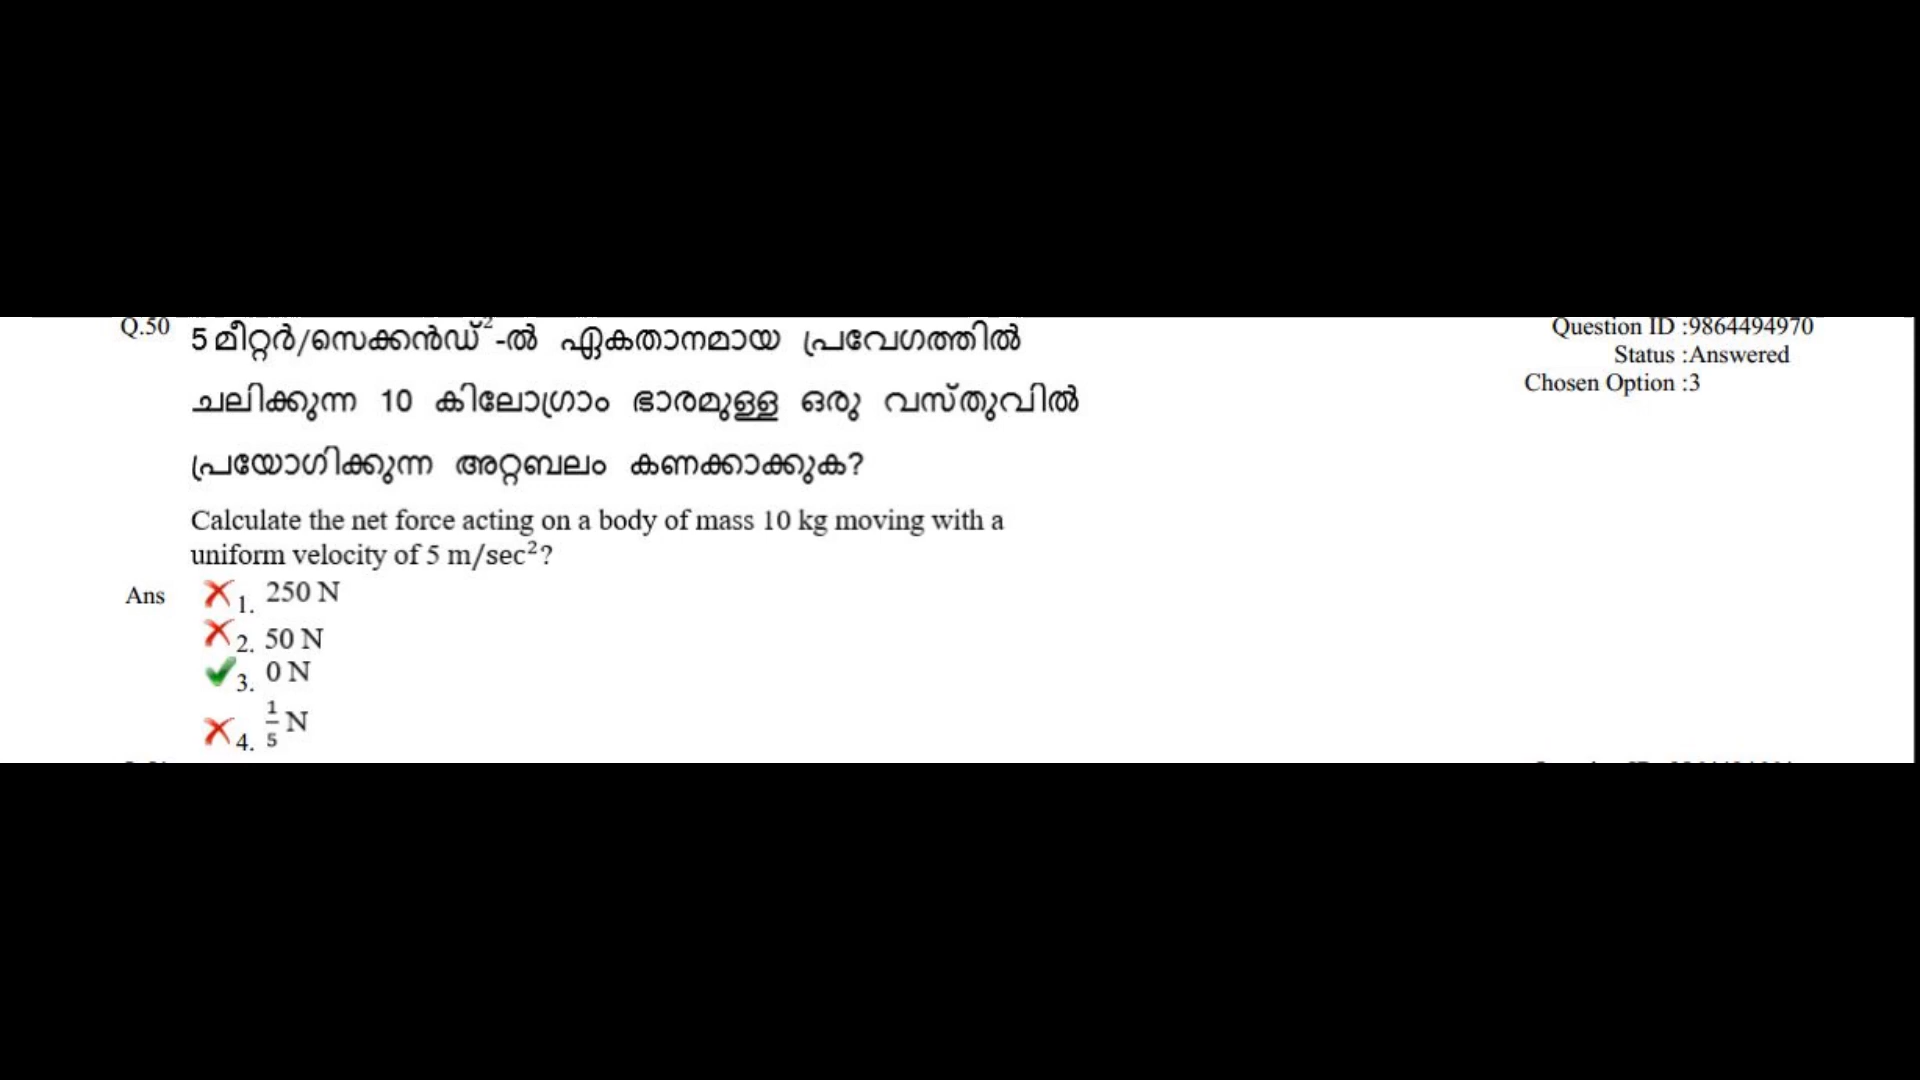 Q.50 5 മീറ്റർ/സെക്കൻഡ്²-ൽ ഏകതാനമായ പ്രവേഗത്തിൽ
Question ID :9864494970
Status :Answered
Chosen Option :3
ചലിക്കുന്ന 10 കിലോഗ്രാം ഭാരമുള്ള ഒരു വസ്തുവിൽ
പ്രയോഗിക്കുന്ന അറ്റബലം കണക്കാക്കുക?
Calculate the net force acting on a body of mass 10 kg moving with a
uniform velocity of 5 m/sec²?
Ans 1. 250 N
2. 50 N
3. 0 N
4. 1/5 N